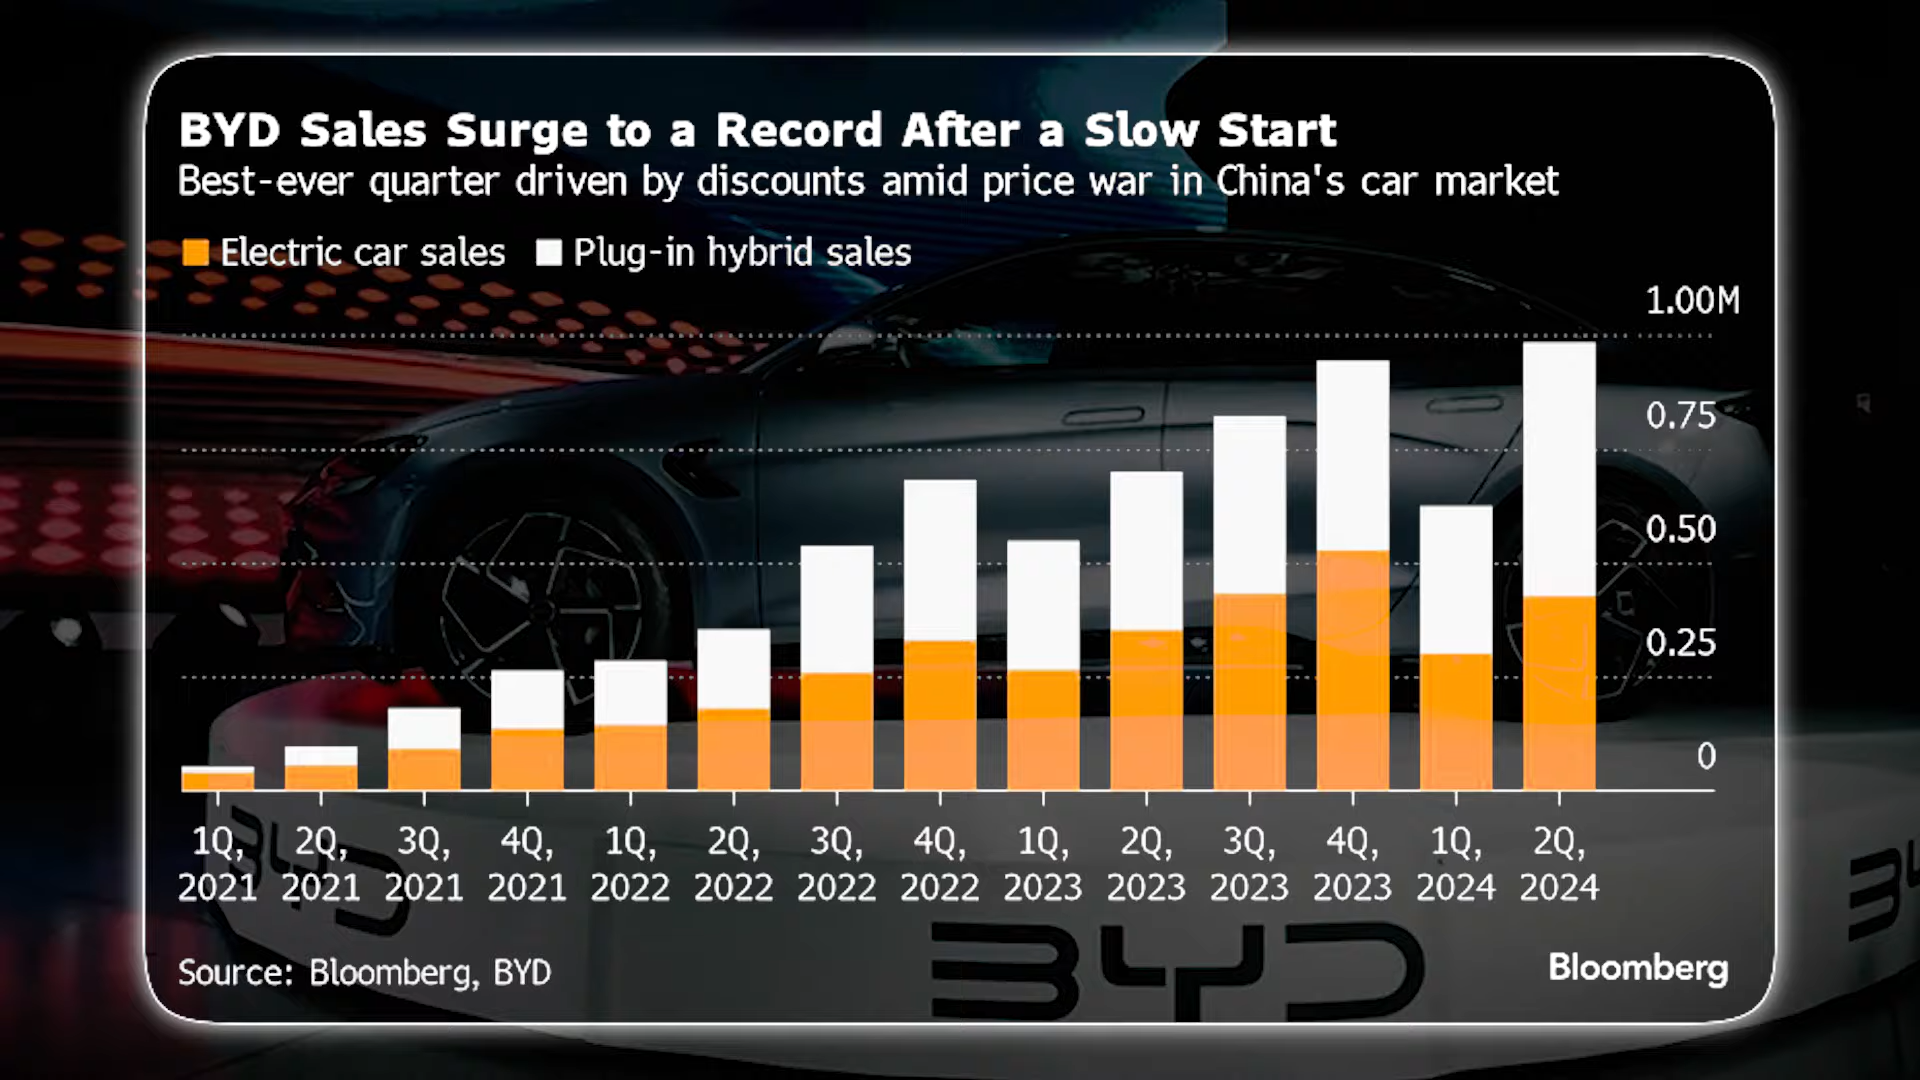 BYD Sales Surge to a Record After a Slow Start
Best-ever quarter driven by discounts amid price war in China's car market
Electric car sales
Plug-in hybrid sales
1.00M
0.75
0.50
0.25
0
1Q, 2021
2Q, 2021
3Q, 2021
4Q, 2021
1Q, 2022
2Q, 2022
3Q, 2022
4Q, 2022
1Q, 2023
2Q, 2023
3Q, 2023
4Q, 2023
1Q, 2024
2Q, 2024
BYD
BYD
Source: Bloomberg, BYD
Bloomberg